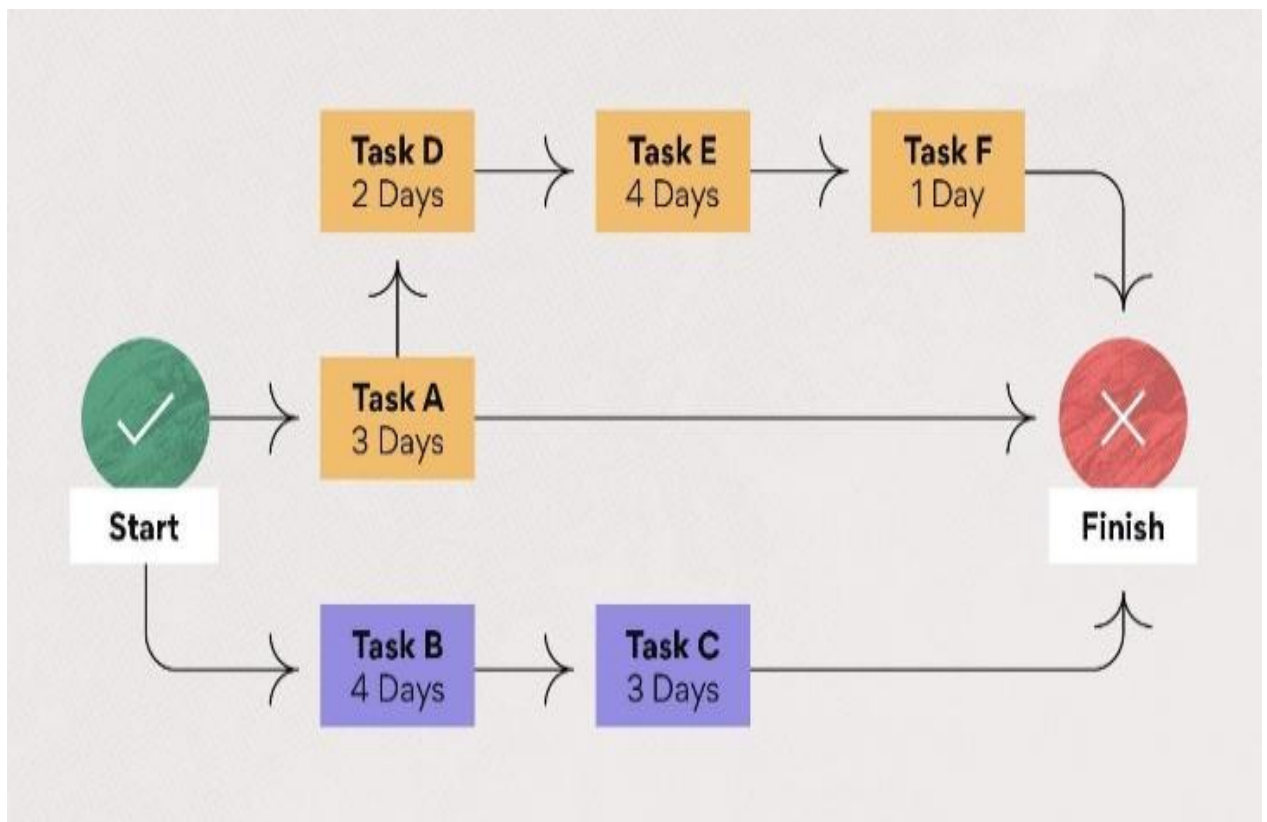 Task D
2 Days
Task E
4 Days
Task F
1 Day
Task A
3 Days
Start
Finish
Task B
4 Days
Task C
3 Days